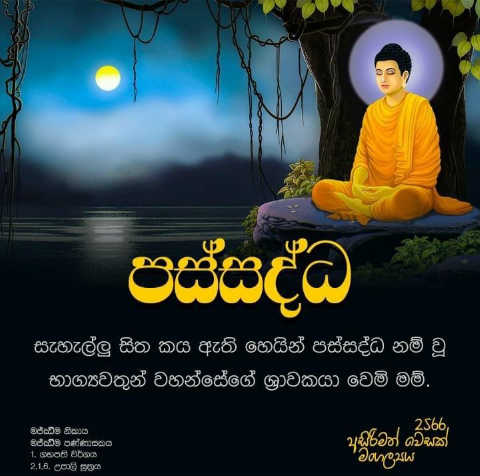 පස්සද්ධ
සැහැල්ලු සිත කය ඇති හෙයින් පස්සද්ධ නම් වූ
භාග්‍යවතුන් වහන්සේගේ ශ්‍රාවකයා වෙමි මම්.
මජ්ඣිම නිකාය
මජ්ඣිම පණ්ණාසකය
1. ගහපති වර්ගය
2,1,6. උපාලි සූත්‍රය
2566
අසිරිමත් වෙසක්
මංගල්‍යය